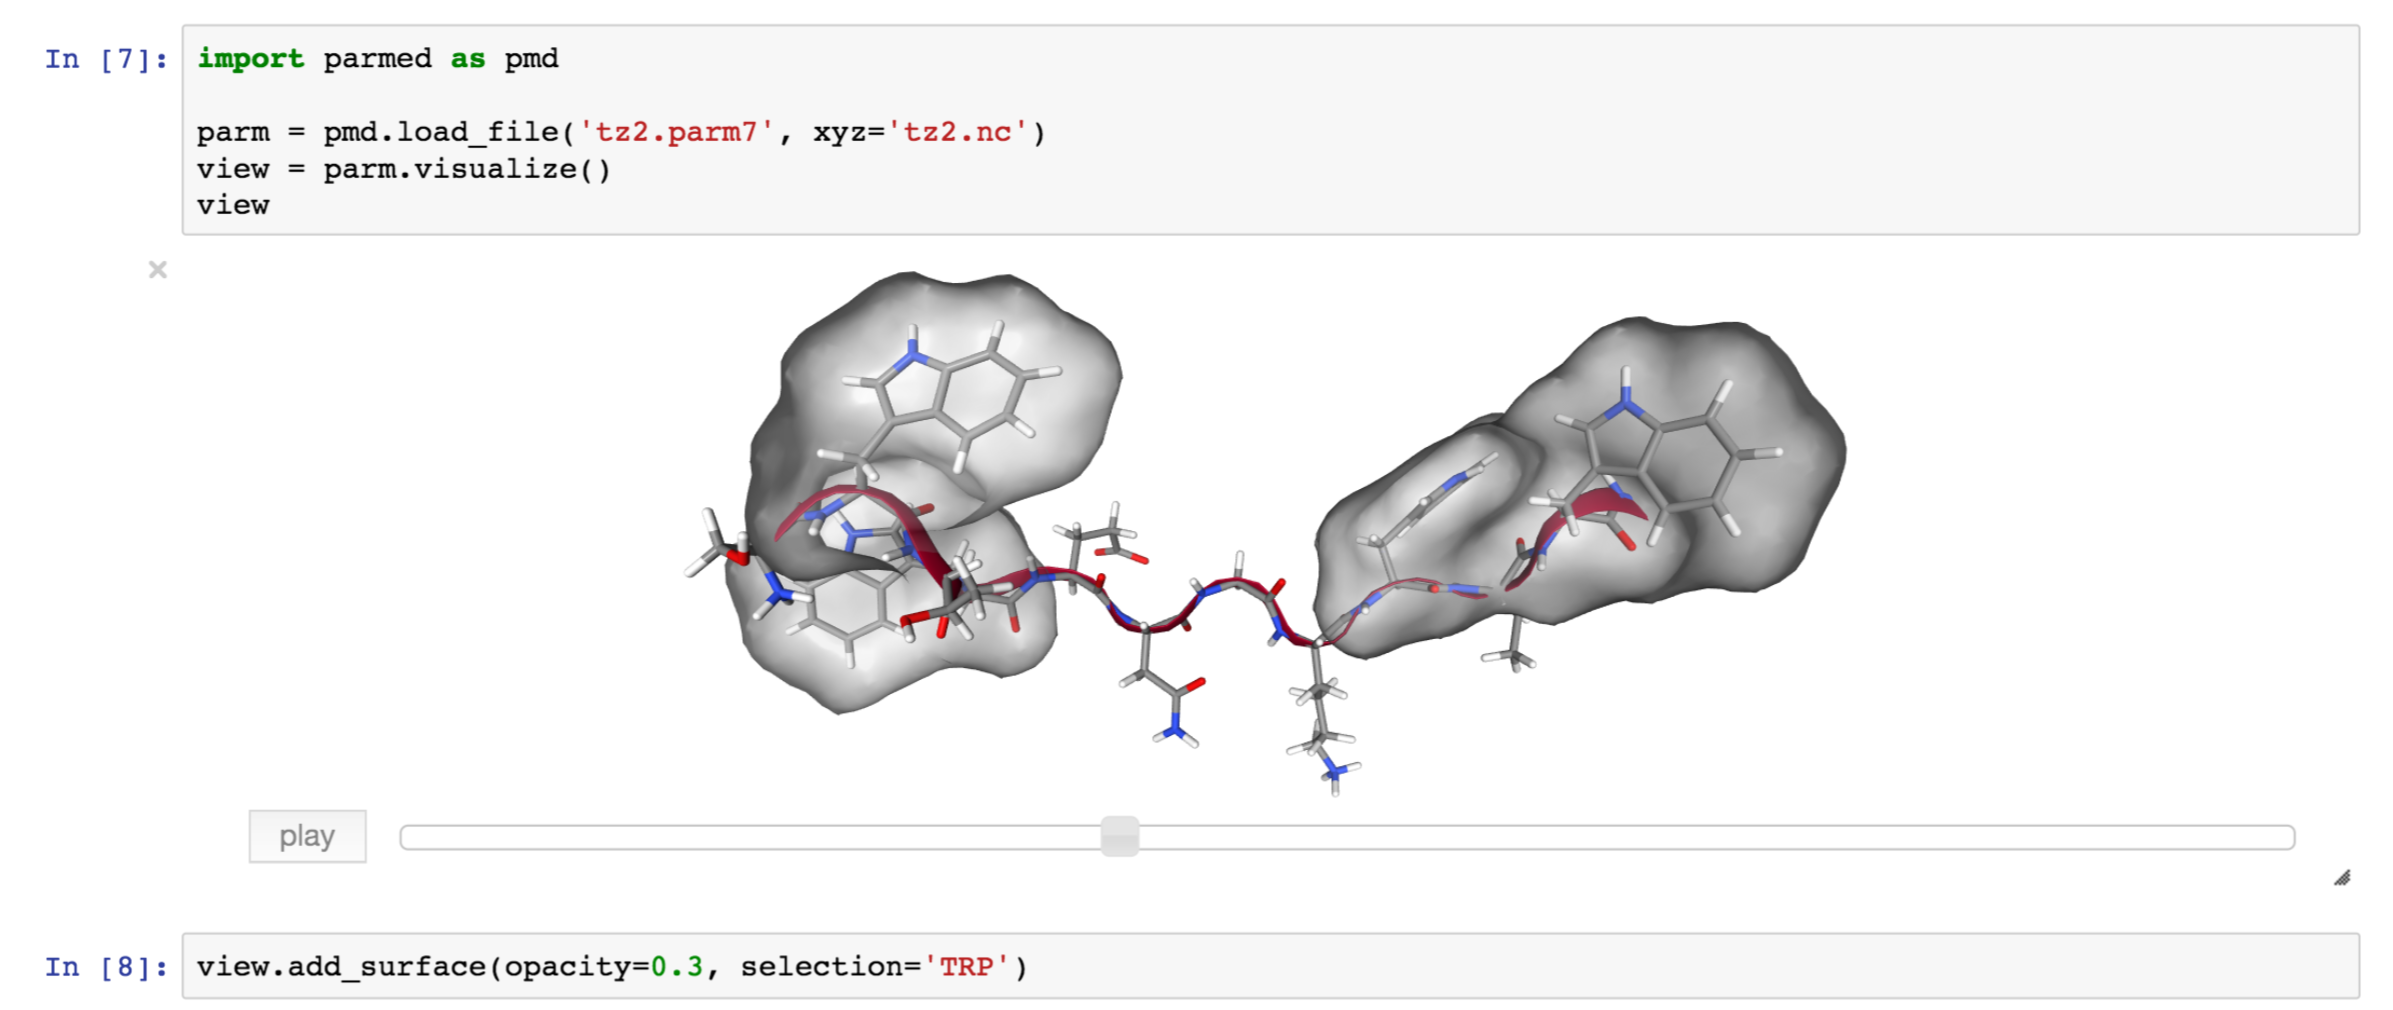 In [7]: import parmed as pmd
parm = pmd.load_file('tz2.parm7', xyz='tz2.nc')
view = parm.visualize()
view
×
play
In [8]: view.add_surface(opacity=0.3, selection='TRP')